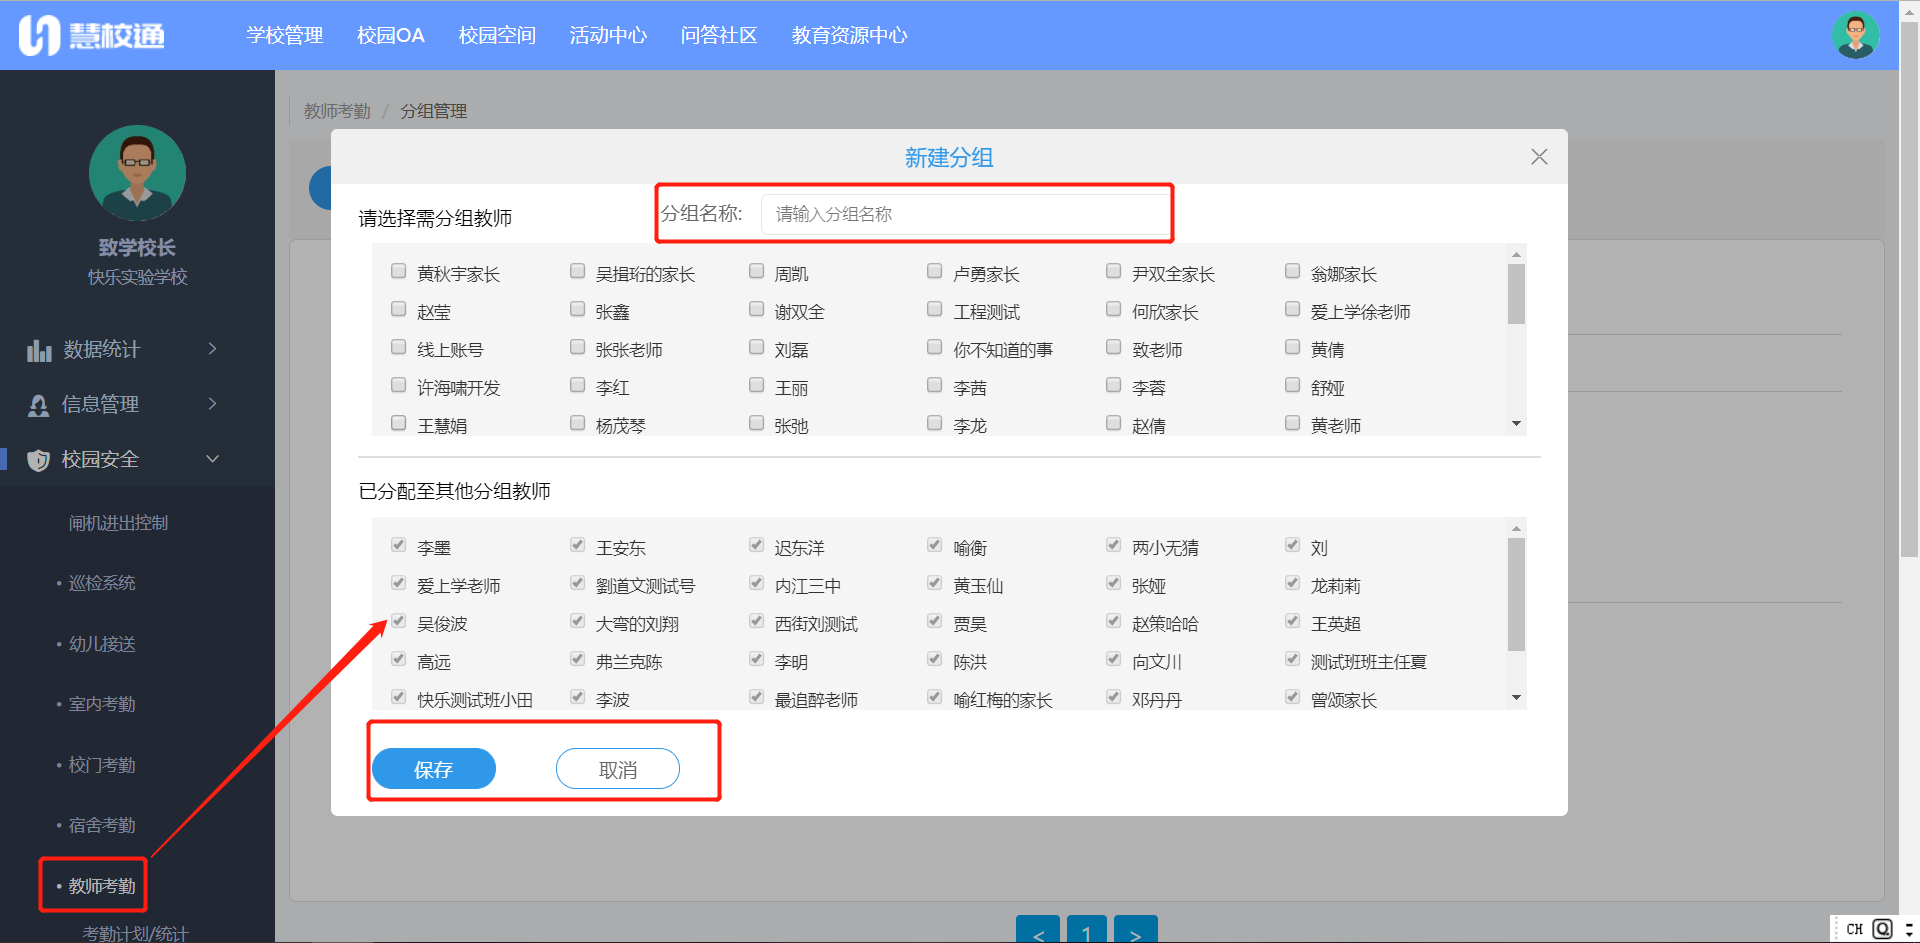 慧校通
学校管理 校园OA 校园空间 活动中心 问答社区 教育资源中心
致学校长
快乐实验学校
数据统计
信息管理
校园安全
闸机进出控制
• 巡检系统
• 幼儿接送
• 室内考勤
• 校门考勤
• 宿舍考勤
• 教师考勤
考勤计划/统计
教师考勤 / 分组管理
新建分组
请选择需分组教师
分组名称: 请输入分组名称
黄秋宇家长 吴揖珩的家长 周凯 卢勇家长 尹双全家长 翁娜家长
赵莹 张鑫 谢双全 工程测试 何欣家长 爱上学徐老师
线上账号 张张老师 刘磊 你不知道的事 致老师 黄倩
许海啸开发 李红 王丽 李茜 李蓉 舒娅
王慧娟 杨茂琴 张弛 李龙 赵倩 黄老师
已分配至其他分组教师
李墨 王安东 迟东洋 喻衡 两小无猜 刘
爱上学老师 劉道文测试号 内江三中 黄玉仙 张娅 龙莉莉
吴俊波 大弯的刘翔 西街刘测试 贾昊 赵策哈哈 王英超
高远 弗兰克陈 李明 陈洪 向文川 测试班班主任夏
快乐测试班小田 李波 最追醉老师 喻红梅的家长 邓丹丹 曾颂家长
保存 取消
< 1 >
CH